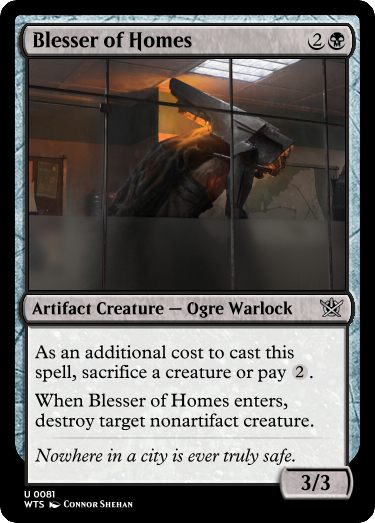 Blesser of Homes 2
Artifact Creature — Ogre Warlock
As an additional cost to cast this
spell, sacrifice a creature or pay 2 .
When Blesser of Homes enters,
destroy target nonartifact creature.
Nowhere in a city is ever truly safe.
3/3
U 0081
WTS Connor Shehan